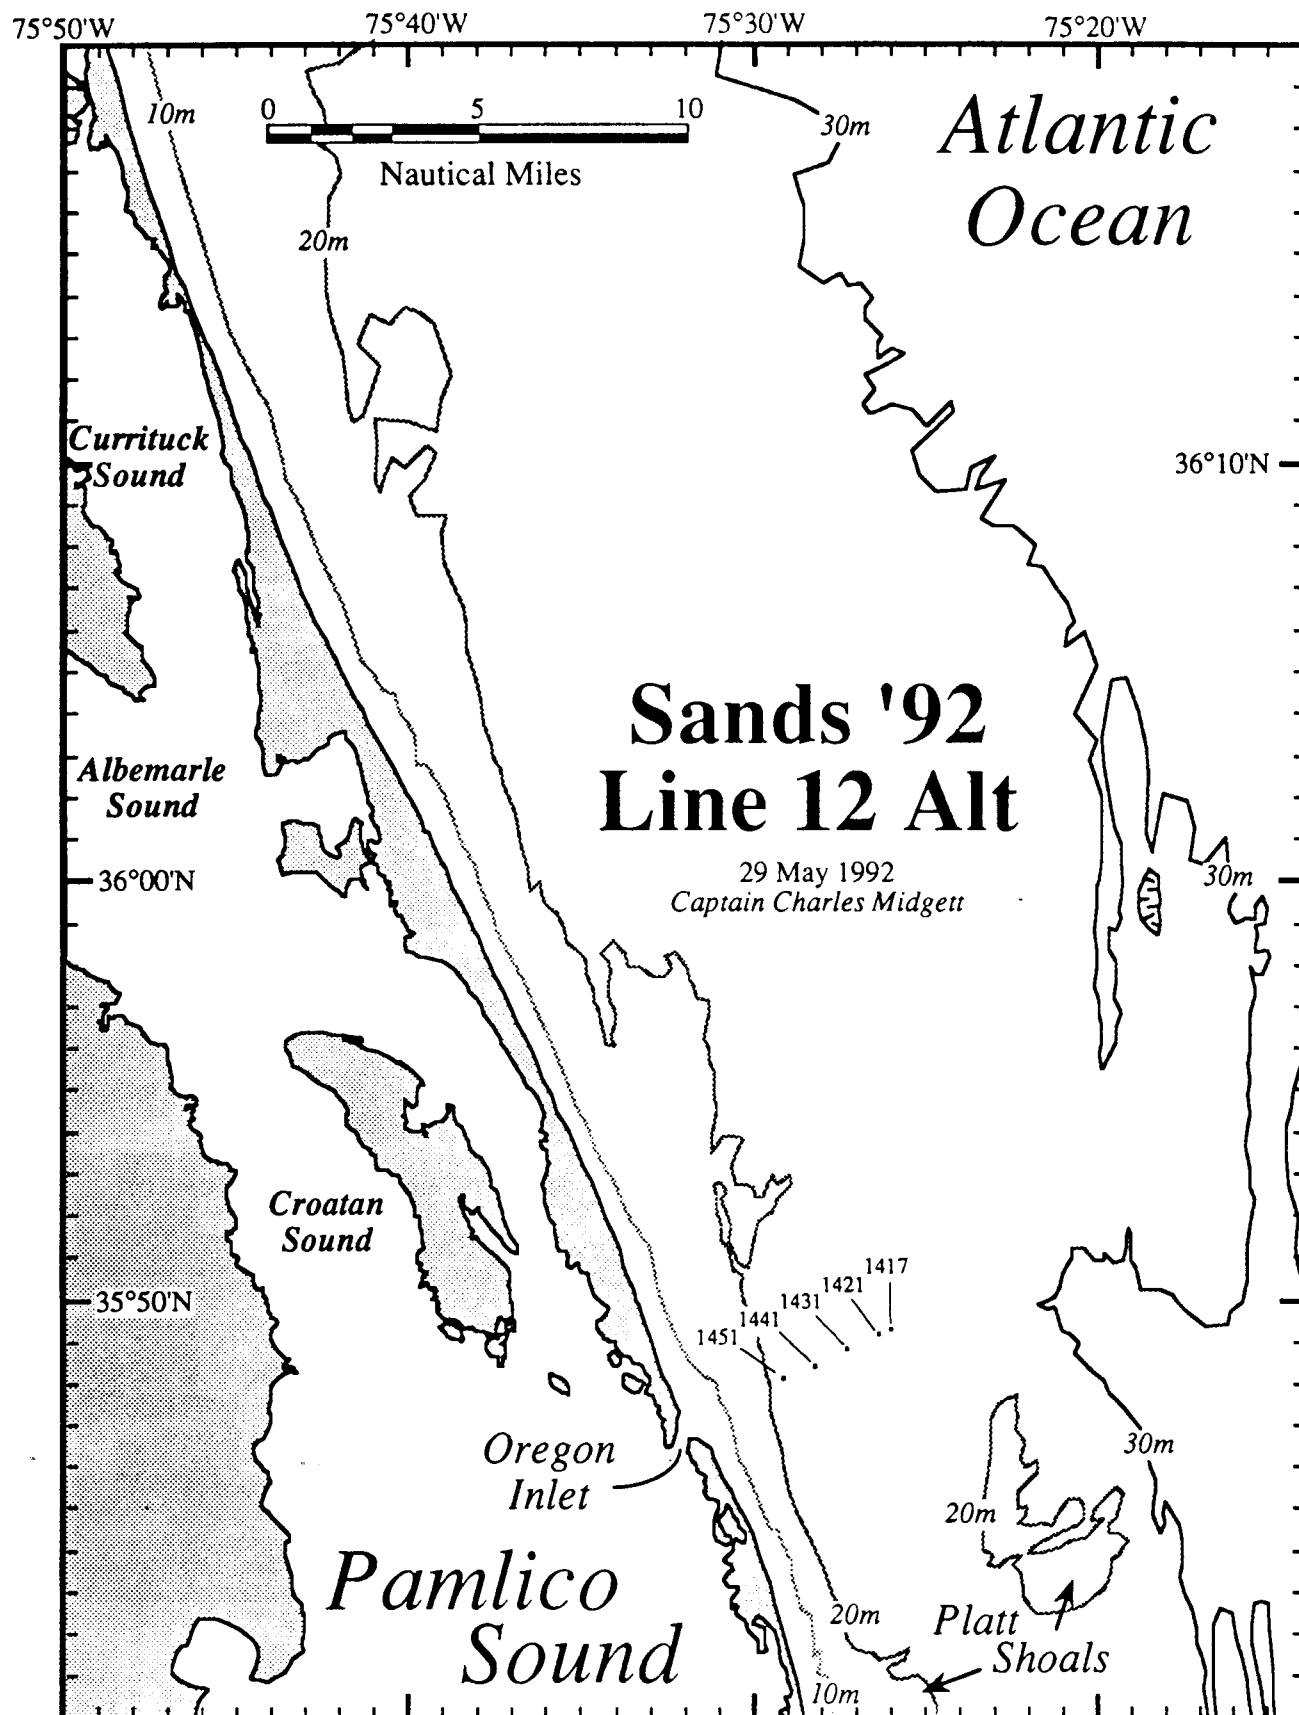 75°50'W
75°40'W
75°30'W
75°20'W
10m
0 5 10
Nautical Miles
20m
30m
Atlantic
Ocean
Currituck
Sound
36°10'N
Sands '92
Line 12 Alt
29 May 1992
Captain Charles Midgett
Albemarle
Sound
36°00'N
30m
Croatan
Sound
35°50'N
1417
1421
1431
1441
1451
Oregon
Inlet
30m
20m
Pamlico
Sound
20m
Platt
Shoals
10m